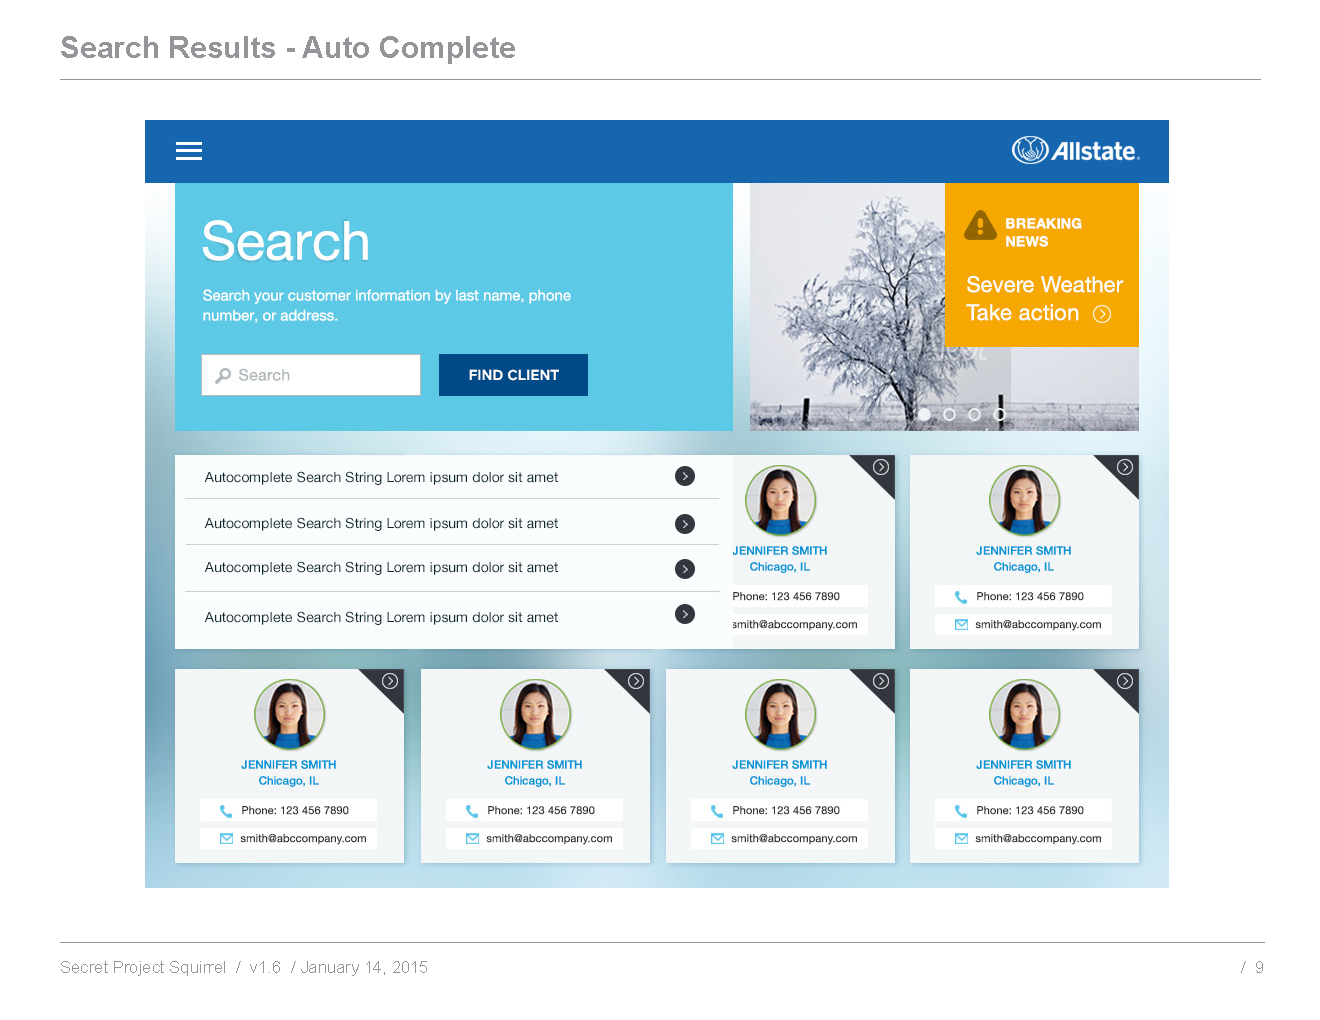 Search Results - Auto Complete
Allstate.
Search
Search your customer information by last name, phone
number, or address.
Search
FIND CLIENT
BREAKING
NEWS
Severe Weather
Take action
Autocomplete Search String Lorem ipsum dolor sit amet
Autocomplete Search String Lorem ipsum dolor sit amet
Autocomplete Search String Lorem ipsum dolor sit amet
Autocomplete Search String Lorem ipsum dolor sit amet
JENNIFER SMITH
Chicago, IL
Phone: 123 456 7890
smith@abccompany.com
JENNIFER SMITH
Chicago, IL
Phone: 123 456 7890
smith@abccompany.com
JENNIFER SMITH
Chicago, IL
Phone: 123 456 7890
smith@abccompany.com
JENNIFER SMITH
Chicago, IL
Phone: 123 456 7890
smith@abccompany.com
JENNIFER SMITH
Chicago, IL
Phone: 123 456 7890
smith@abccompany.com
JENNIFER SMITH
Chicago, IL
Phone: 123 456 7890
smith@abccompany.com
Secret Project Squirrel / v1.6 / January 14, 2015
/ 9